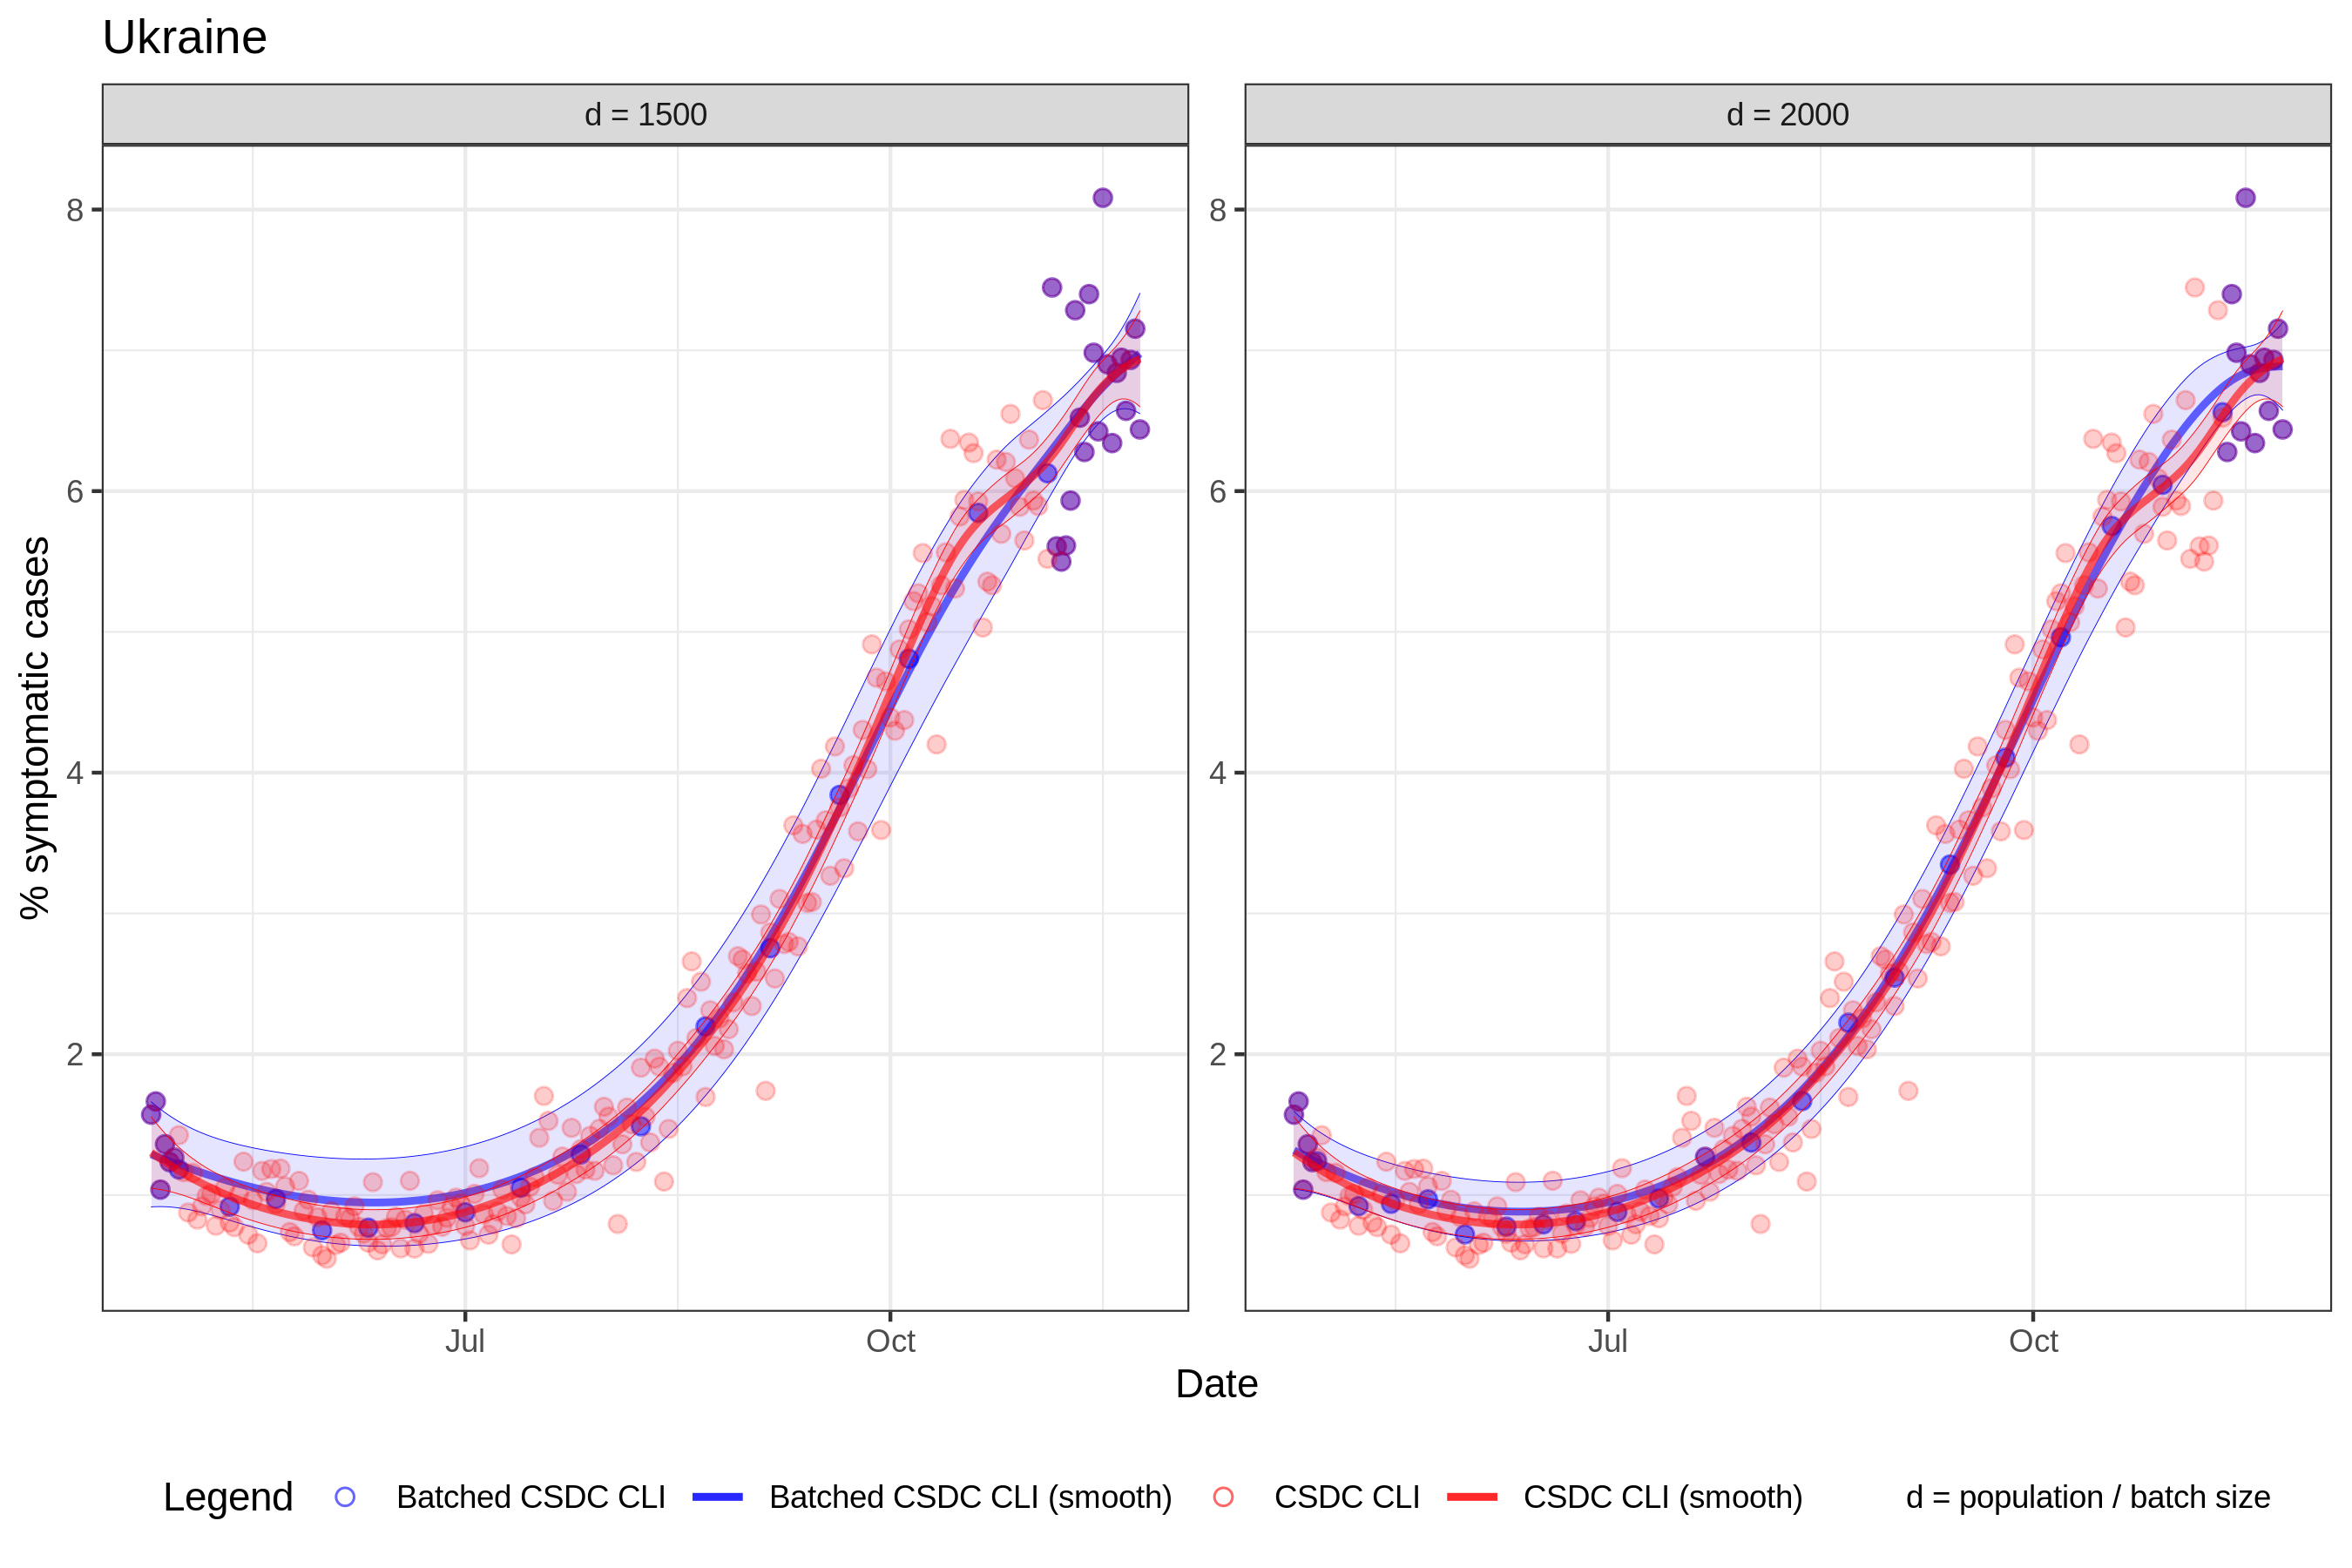 Ukraine
d = 1500
d = 2000
% symptomatic cases
8
6
4
2
8
6
4
2
Jul
Oct
Jul
Oct
Date
Legend
Batched CSDC CLI
Batched CSDC CLI (smooth)
CSDC CLI
CSDC CLI (smooth)
d = population / batch size